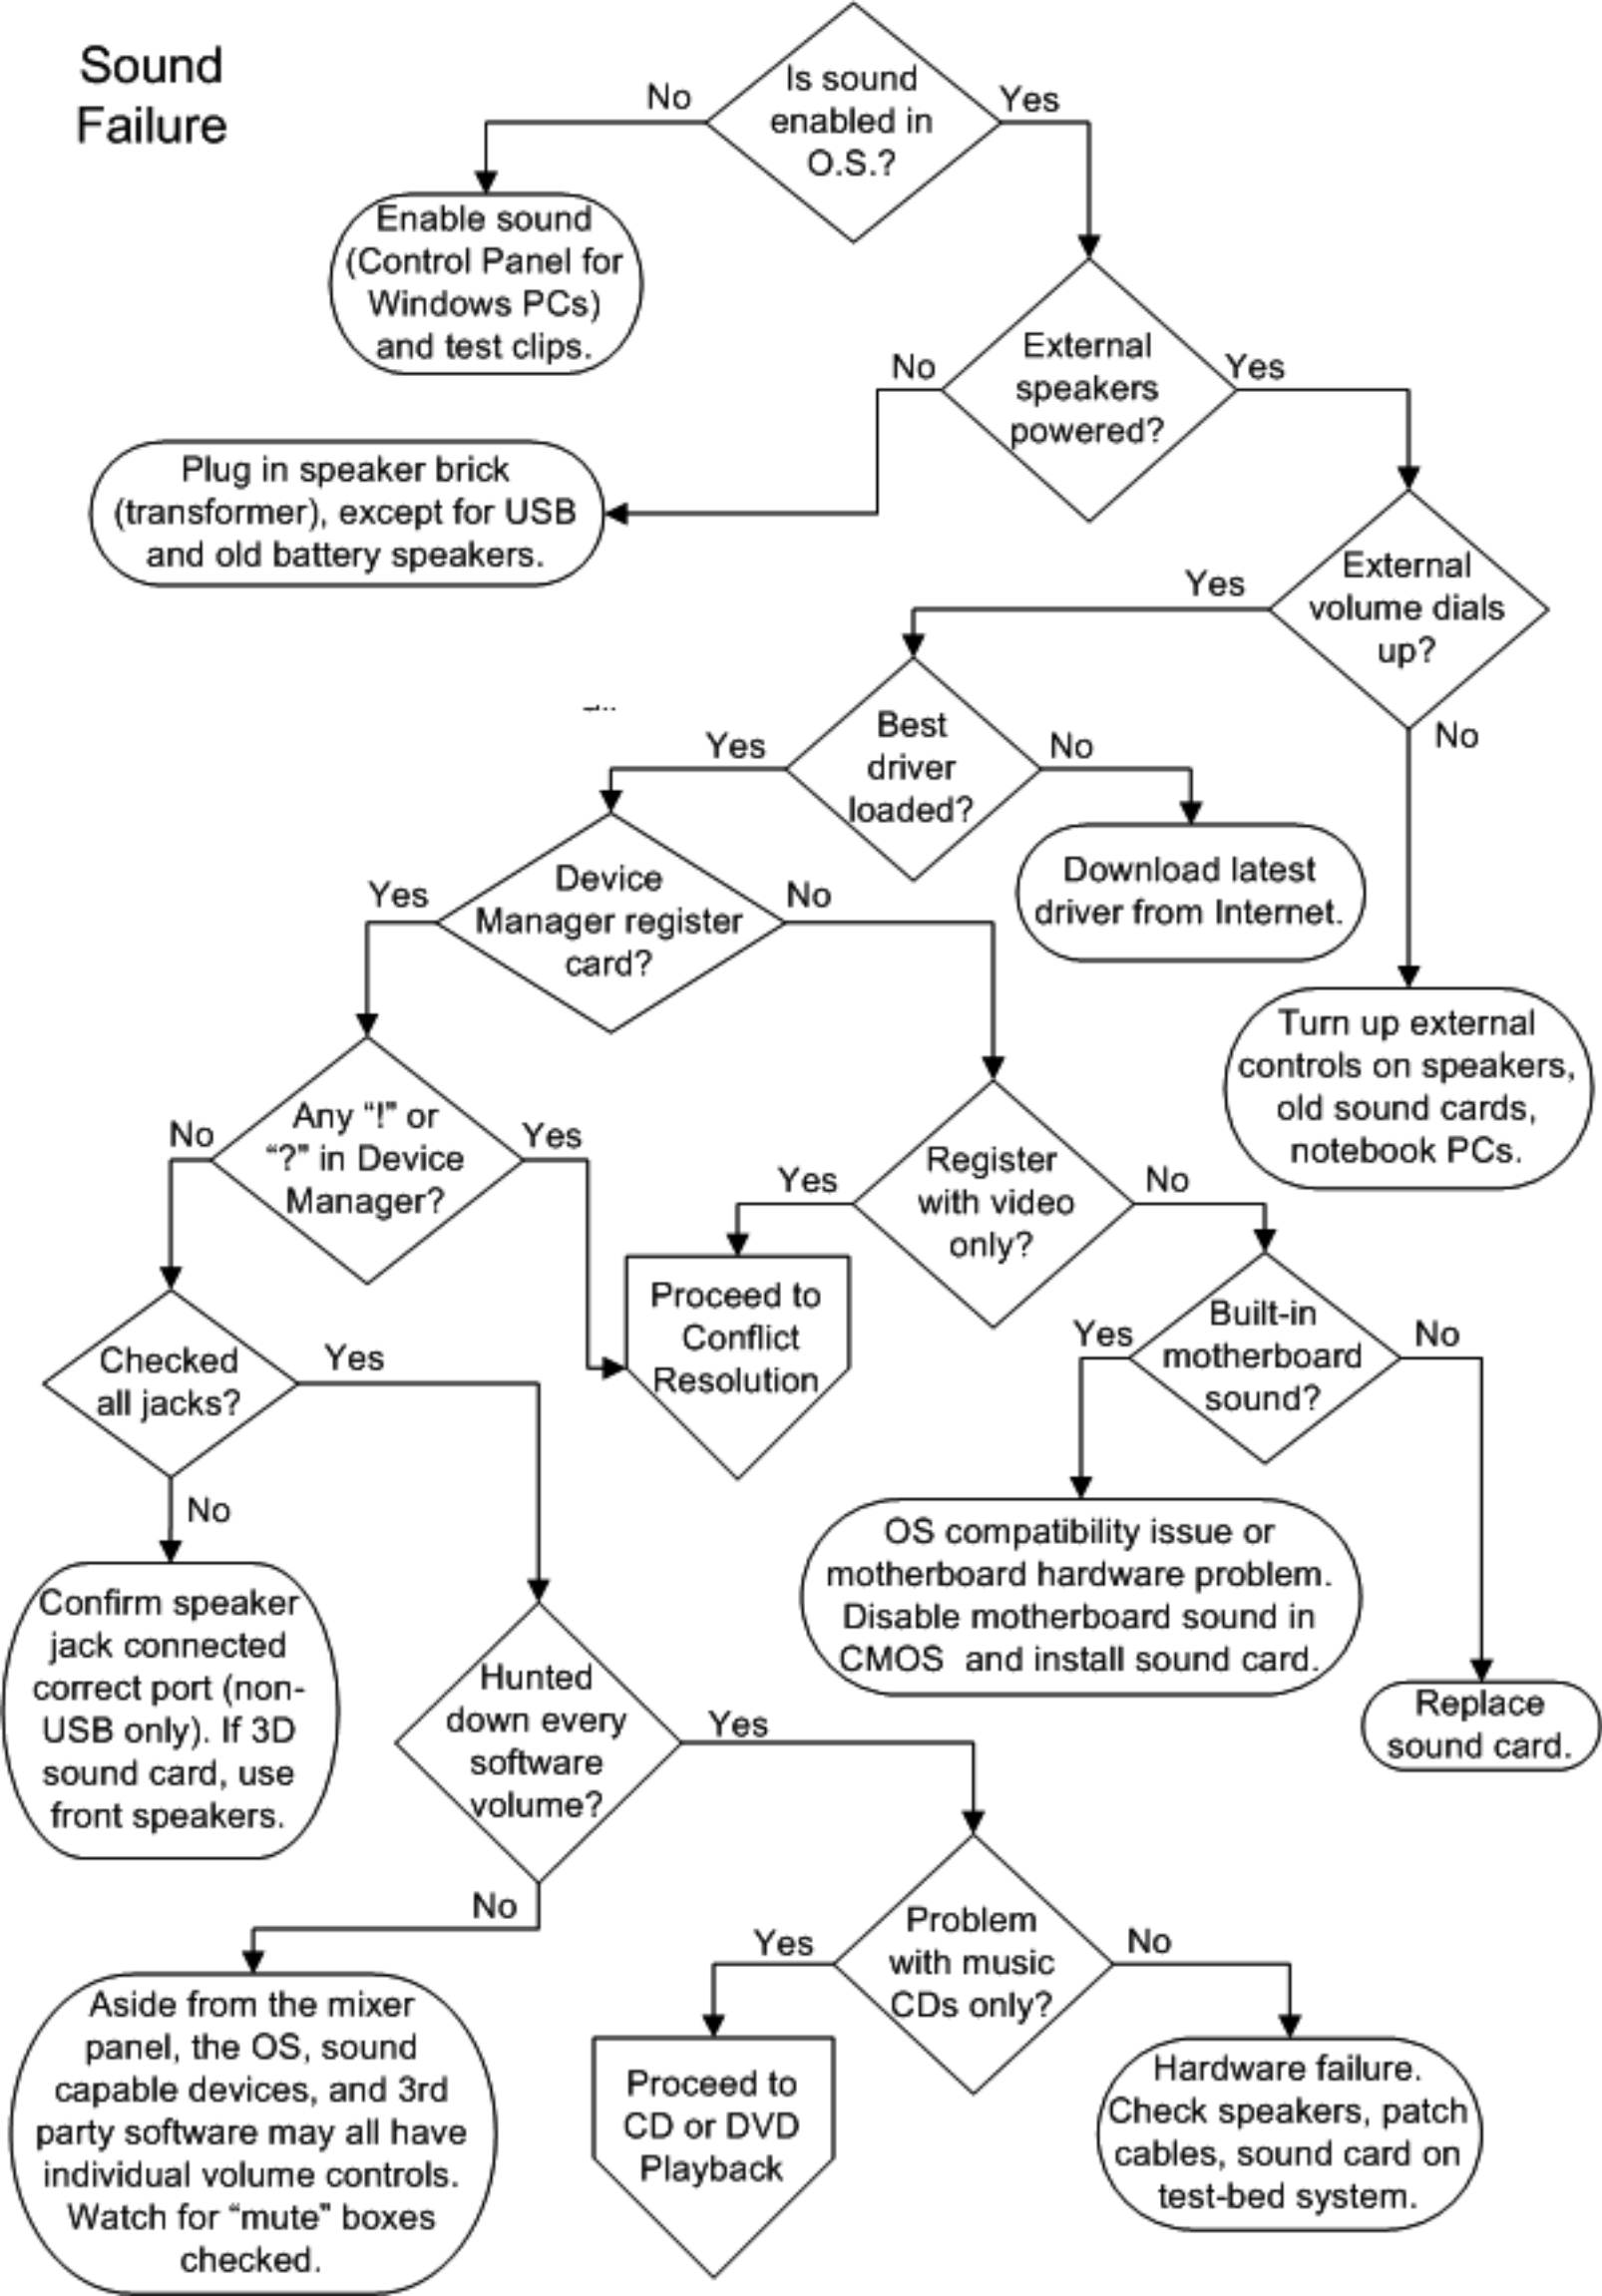 Sound
Failure
No
Is sound
enabled in
O.S.?
Yes
Enable sound
(Control Panel for
Windows PCs)
and test clips.
No
External
speakers
powered?
Yes
Plug in speaker brick
(transformer), except for USB
and old battery speakers.
Yes
External
volume dials
up?
No
Yes
Best
driver
loaded?
No
Download latest
driver from Internet.
Yes
Device
Manager register
card?
No
Turn up external
controls on speakers,
old sound cards,
notebook PCs.
No
Any “!” or
“?” in Device
Manager?
Yes
Yes
Register
with video
only?
No
Proceed to
Conflict
Resolution
Yes
Built-in
motherboard
sound?
No
Checked
all jacks?
Yes
No
OS compatibility issue or
motherboard hardware problem.
Disable motherboard sound in
CMOS  and install sound card.
Confirm speaker
jack connected
correct port (non-
USB only). If 3D
sound card, use
front speakers.
Hunted
down every
software
volume?
Yes
Replace
sound card.
No
Yes
Problem
with music
CDs only?
No
Aside from the mixer
panel, the OS, sound
capable devices, and 3rd
party software may all have
individual volume controls.
Watch for “mute” boxes
checked.
Proceed to
CD or DVD
Playback
Hardware failure.
Check speakers, patch
cables, sound card on
test-bed system.